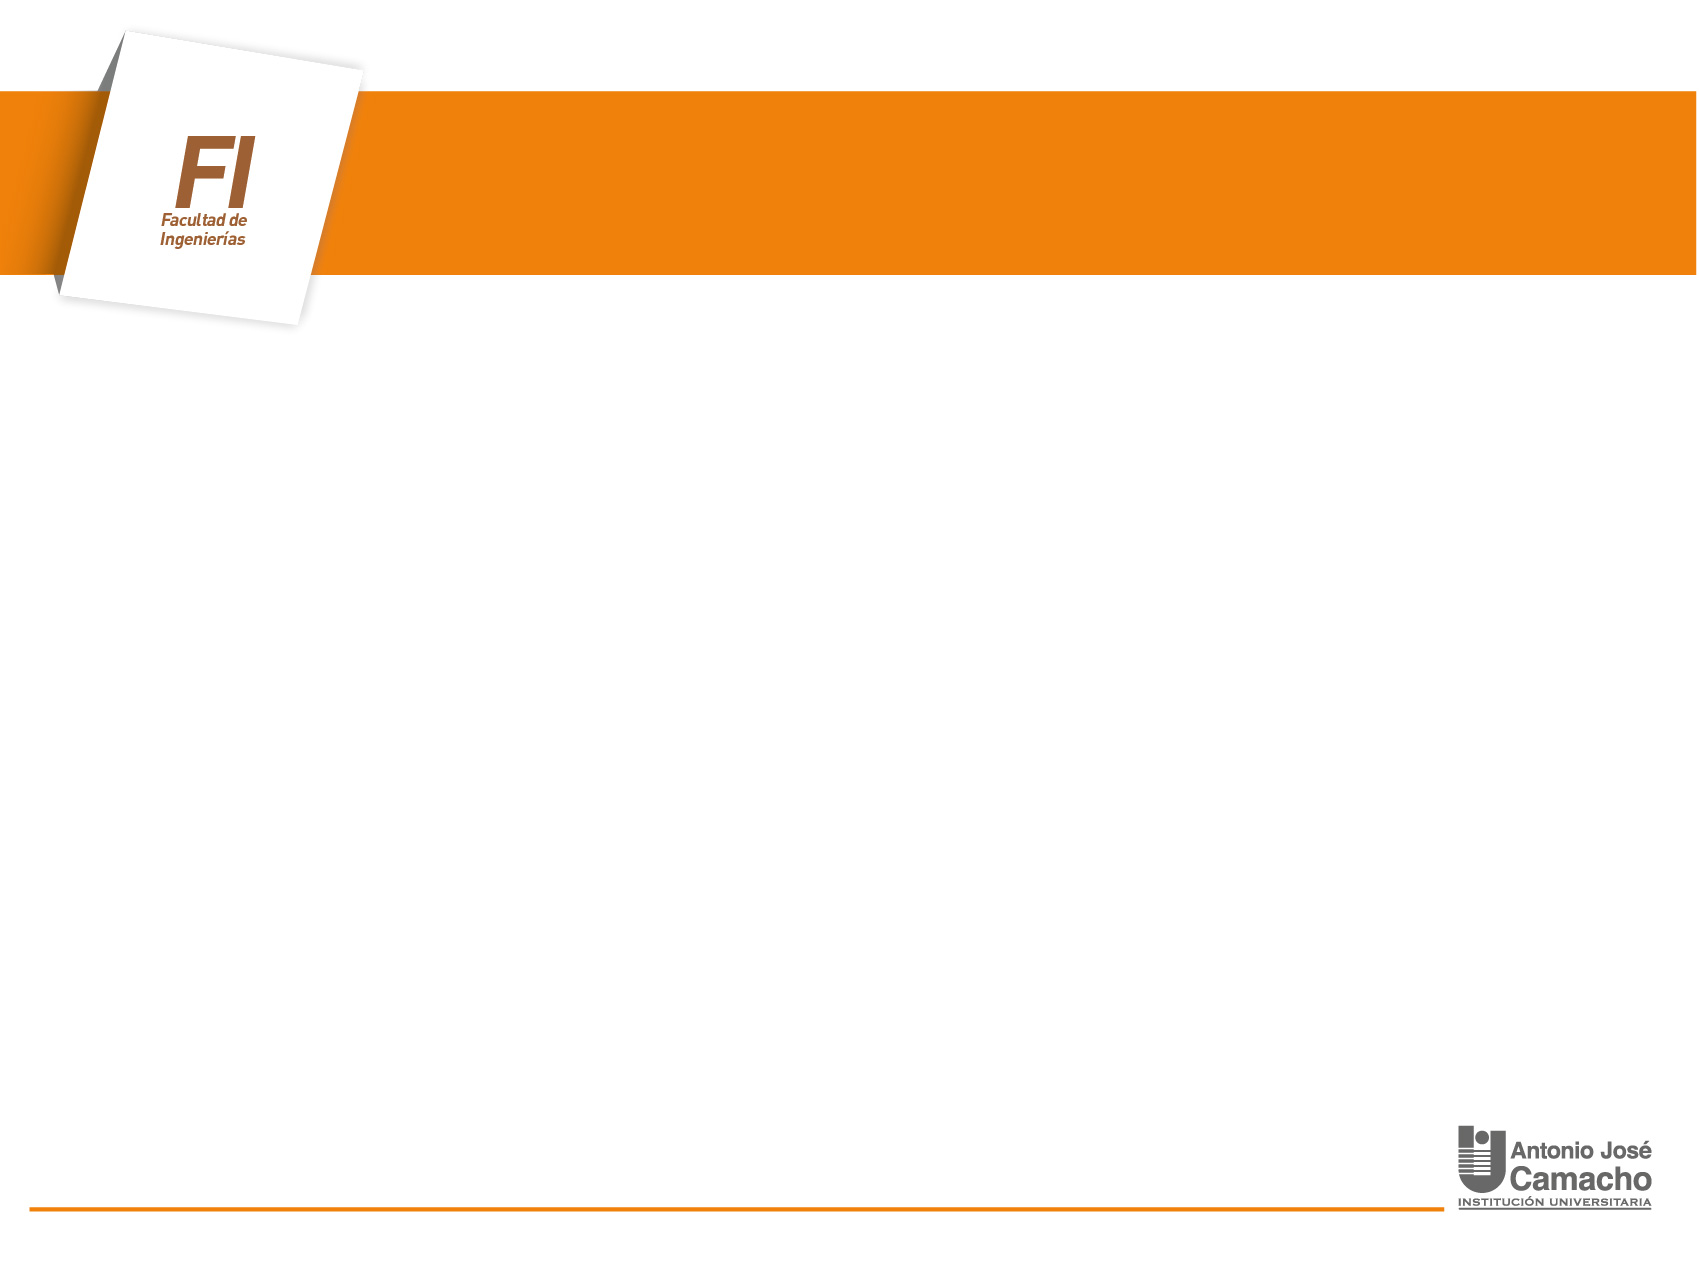 FI
Facultad de
Ingenierías
Antonio José
Camacho
INSTITUCIÓN UNIVERSITARIA